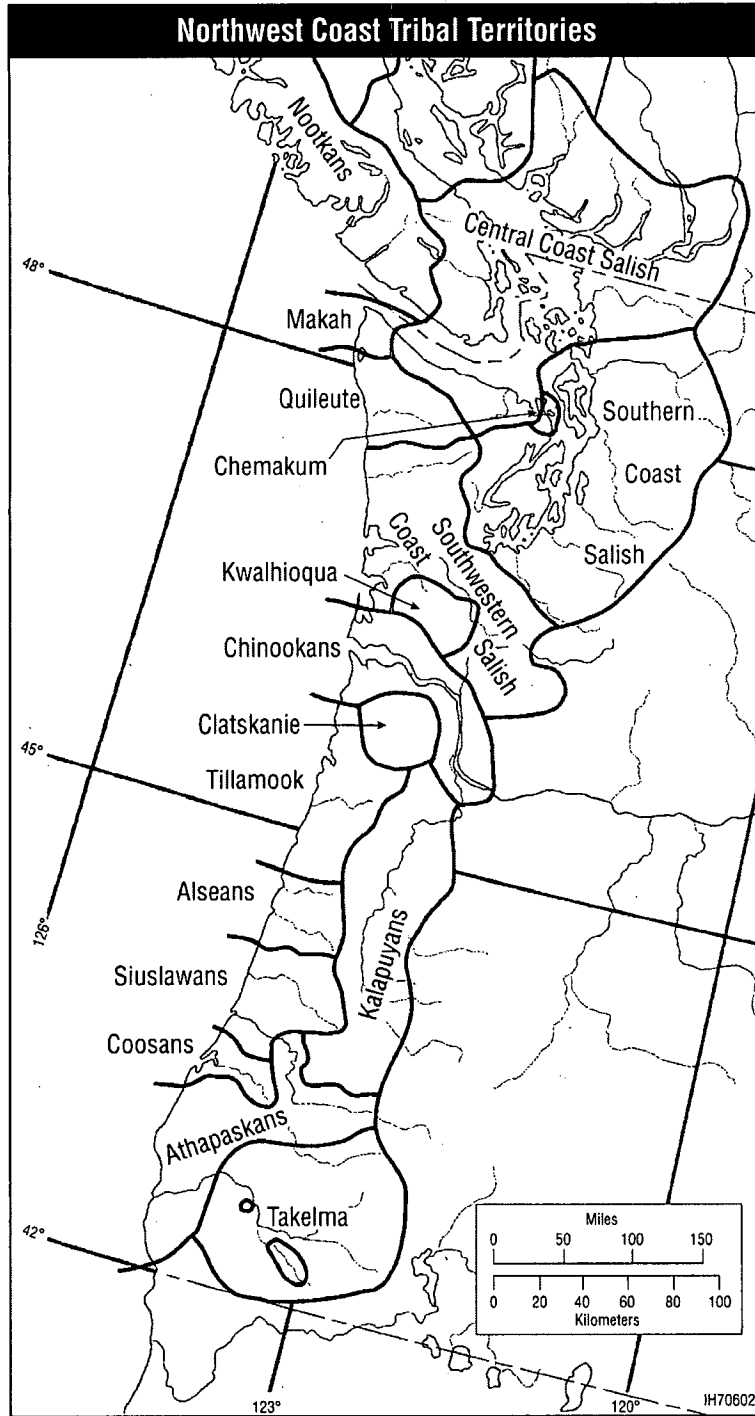 Northwest Coast Tribal Territories
Nootkans
Central Coast Salish
48°
Makah
Quileute
Southern
Chemakum
Coast
Southwestern
Coast
Salish
Kwalhioqua
Salish
Chinookans
Clatskanie
45°
Tillamook
Alseans
126°
Kalapuyans
Siuslawans
Coosans
Athapaskans
Takelma
42°
Miles
0 50 100 150
0 20 40 60 80 100
Kilometers
123°
120°
IH70602